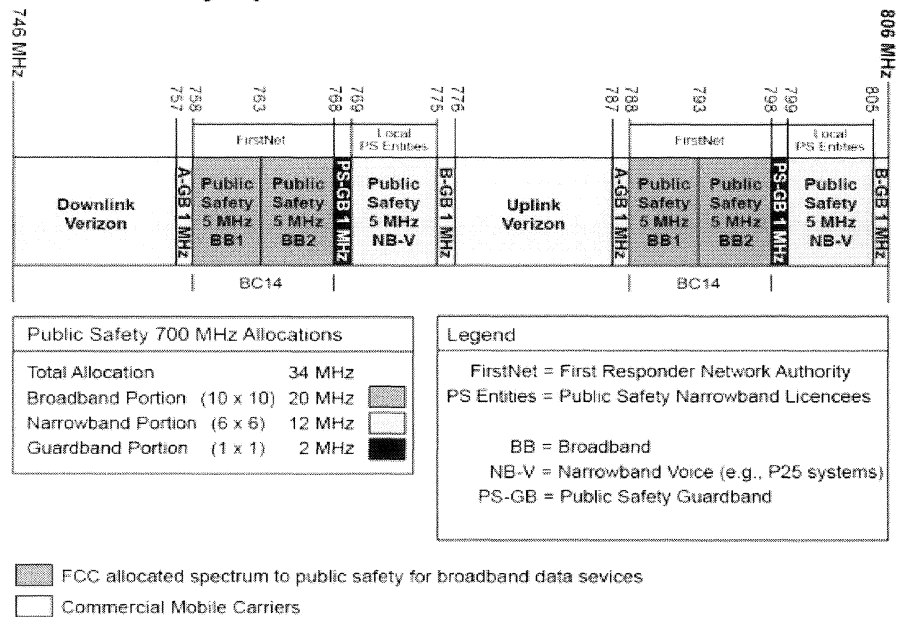 746 MHz
806 MHz
757
758
763
768
769
775
776
787
788
793
798
799
805
FirstNet
Local
PS Entities
FirstNet
Local
PS Entities
Downlink
Verizon
A-GB 1 MHz
Public
Safety
5 MHz
BB1
Public
Safety
5 MHz
BB2
PS-GB 1 MHz
Public
Safety
5 MHz
NB-V
B-GB 1 MHz
Uplink
Verizon
A-GB 1 MHz
Public
Safety
5 MHz
BB1
Public
Safety
5 MHz
BB2
PS-GB 1 MHz
Public
Safety
5 MHz
NB-V
B-GB 1 MHz
BC14
BC14
Public Safety 700 MHz Allocations
Total Allocation 34 MHz
Broadband Portion (10 x 10) 20 MHz
Narrowband Portion (6 x 6) 12 MHz
Guardband Portion (1 x 1) 2 MHz
Legend
FirstNet = First Responder Network Authority
PS Entities = Public Safety Narrowband Licencees
BB = Broadband
NB-V = Narrowband Voice (e.g., P25 systems)
PS-GB = Public Safety Guardband
FCC allocated spectrum to public safety for broadband data sevices
Commercial Mobile Carriers